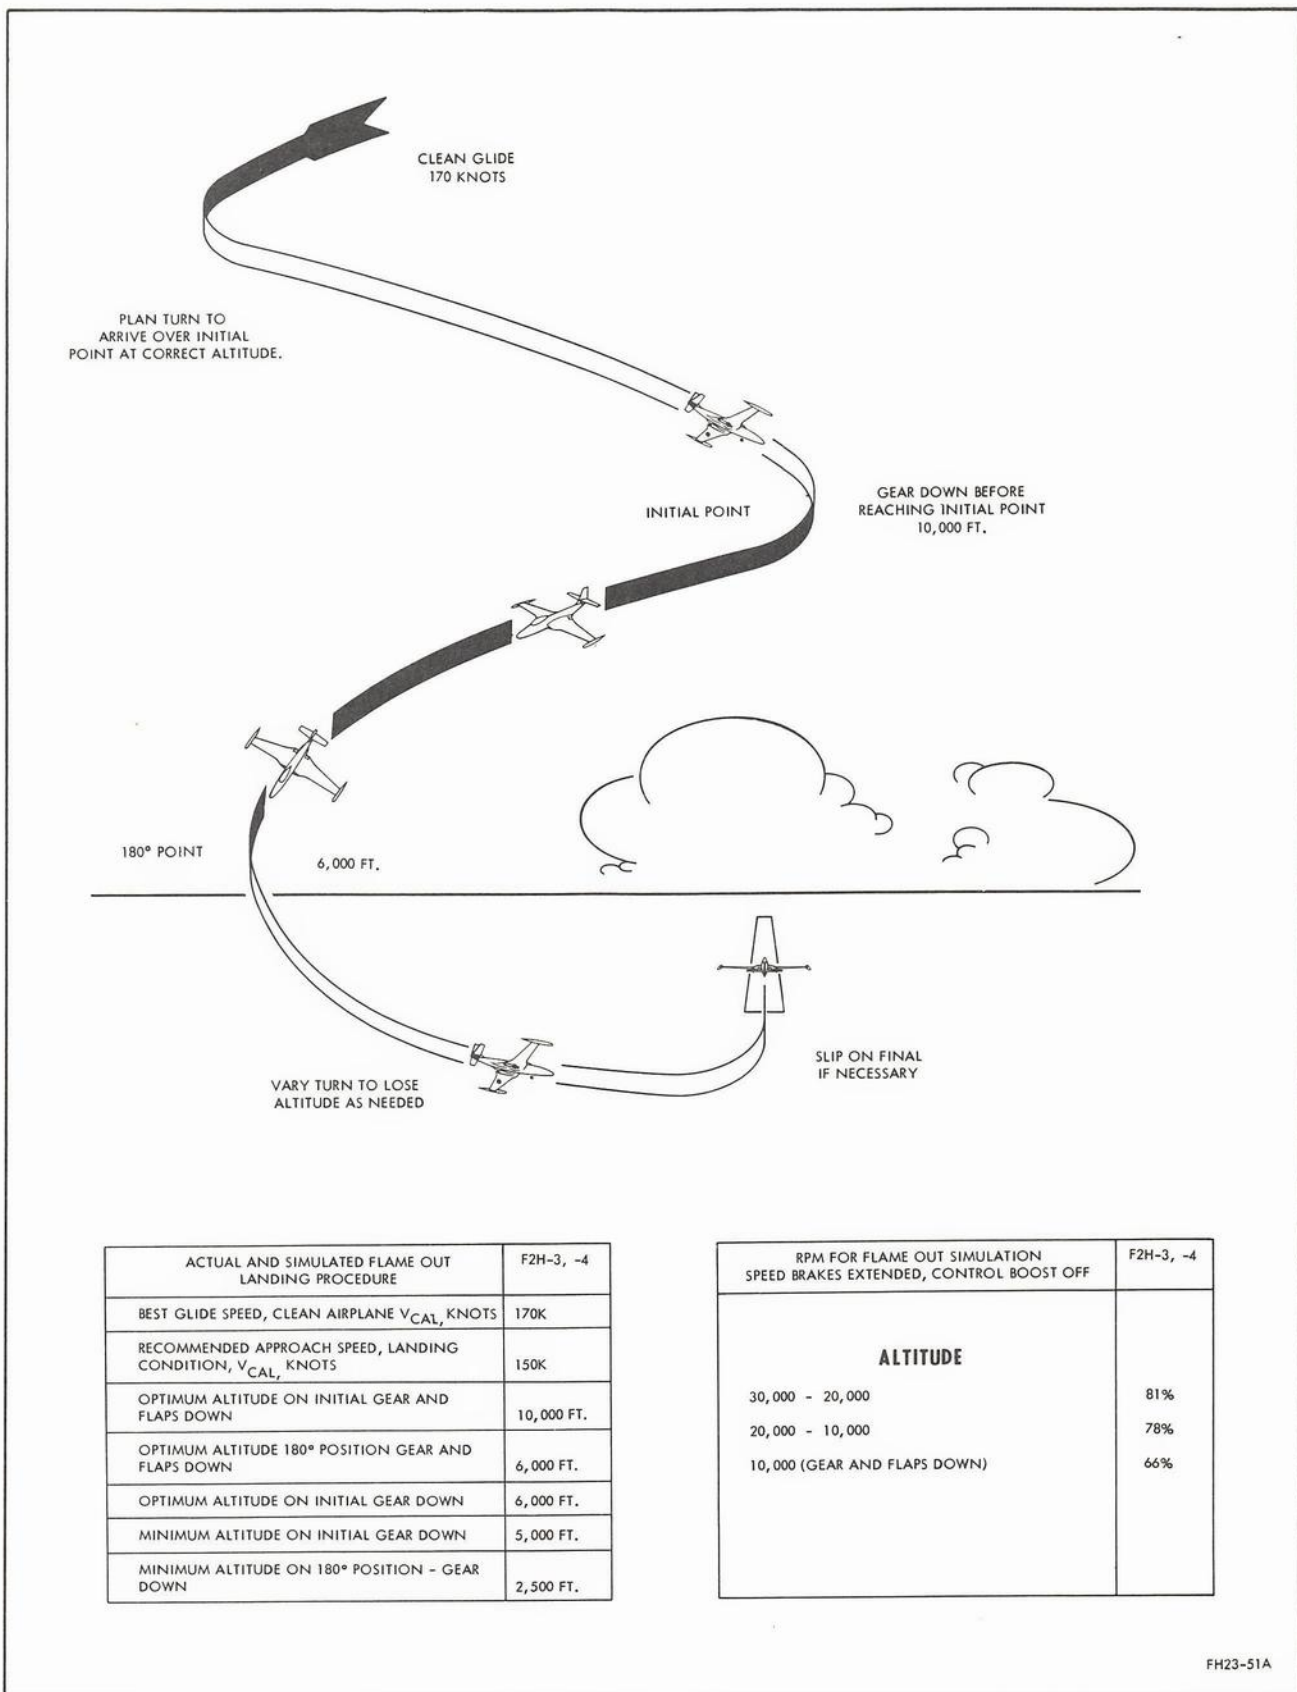 CLEAN GLIDE
170 KNOTS
PLAN TURN TO
ARRIVE OVER INITIAL
POINT AT CORRECT ALTITUDE.
INITIAL POINT
GEAR DOWN BEFORE
REACHING INITIAL POINT
10,000 FT.
180° POINT
6,000 FT.
VARY TURN TO LOSE
ALTITUDE AS NEEDED
SLIP ON FINAL
IF NECESSARY
ACTUAL AND SIMULATED FLAME OUT
LANDING PROCEDURE
F2H-3, -4
BEST GLIDE SPEED, CLEAN AIRPLANE VCAL, KNOTS 170K
RECOMMENDED APPROACH SPEED, LANDING
CONDITION, VCAL, KNOTS 150K
OPTIMUM ALTITUDE ON INITIAL GEAR AND
FLAPS DOWN 10,000 FT.
OPTIMUM ALTITUDE 180° POSITION GEAR AND
FLAPS DOWN 6,000 FT.
OPTIMUM ALTITUDE ON INITIAL GEAR DOWN 6,000 FT.
MINIMUM ALTITUDE ON INITIAL GEAR DOWN 5,000 FT.
MINIMUM ALTITUDE ON 180° POSITION - GEAR
DOWN 2,500 FT.
RPM FOR FLAME OUT SIMULATION
SPEED BRAKES EXTENDED, CONTROL BOOST OFF
F2H-3, -4
ALTITUDE
30,000 - 20,000 81%
20,000 - 10,000 78%
10,000 (GEAR AND FLAPS DOWN) 66%
FH23-51A